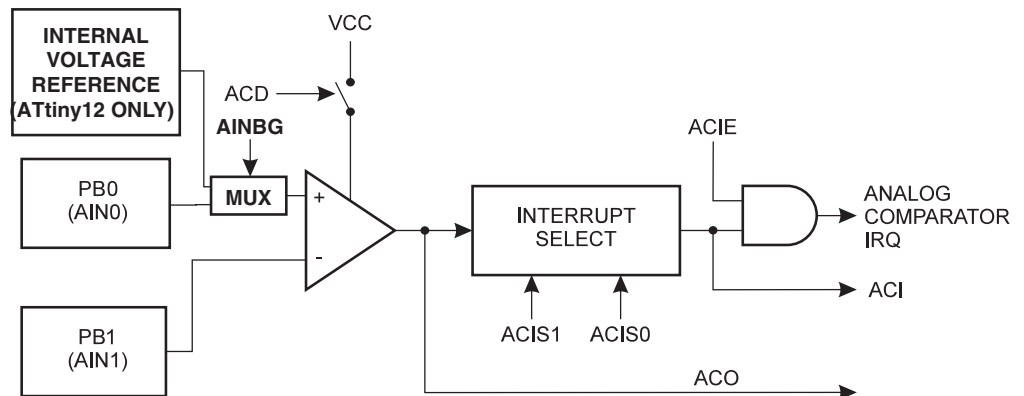 INTERNAL
VOLTAGE
REFERENCE
(ATtiny12 ONLY)
VCC
ACD
AINBG
MUX
PB0
(AIN0)
+
-
PB1
(AIN1)
INTERRUPT
SELECT
ACIS1
ACIS0
ACIE
ANALOG
COMPARATOR
IRQ
ACI
ACO